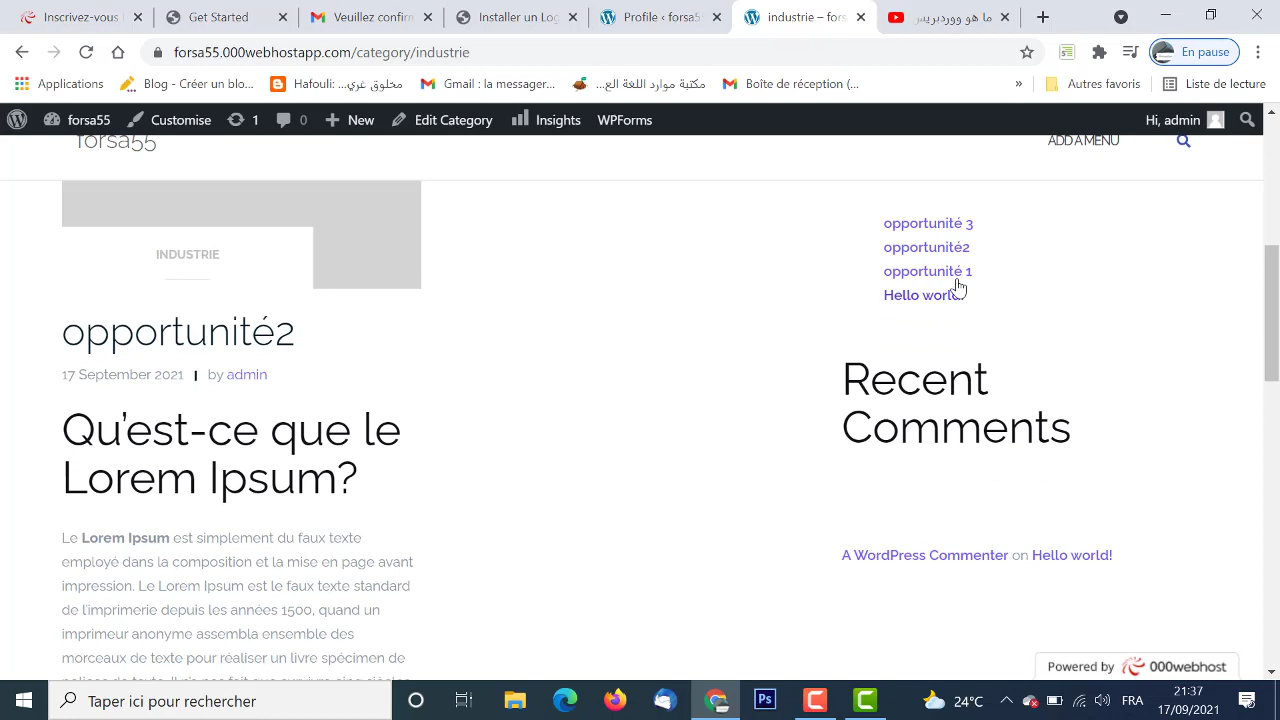 Invitation à confirm
Gmail - Veuillez confirm
Installer un Log
Profile ‹ forsa5
industrie – fors
ما هو ووردبريس
forsa55.000webhostapp.com/category/industrie
En pause
Applications
Blog - Créer un blo...
Hafouli: مخلوق غري...
Gmail : la messager...
مكتبة موارد اللغة الع...
Boîte de réception (...
»
Autres favoris
Liste de lecture
forsa55
Customise
1
0
New
Edit Category
Insights
WPForms
Hi, admin
forsa55
ADD A MENU
INDUSTRIE
opportunité2
17 September 2021 | by admin
Qu'est-ce que le
Lorem Ipsum?
Le Lorem Ipsum est simplement du faux texte
employé dans la composition et la mise en page avant
impression. Le Lorem Ipsum est le faux texte standard
de l'imprimerie depuis les années 1500, quand un
imprimeur anonyme assembla ensemble des
morceaux de texte pour réaliser un livre spécimen de
opportunité 3
opportunité2
opportunité 1
Hello world!
Recent
Comments
A WordPress Commenter on Hello world!
Powered by 000webhost
Taper ici pour rechercher
24°C
FRA
21:37
17/09/2021